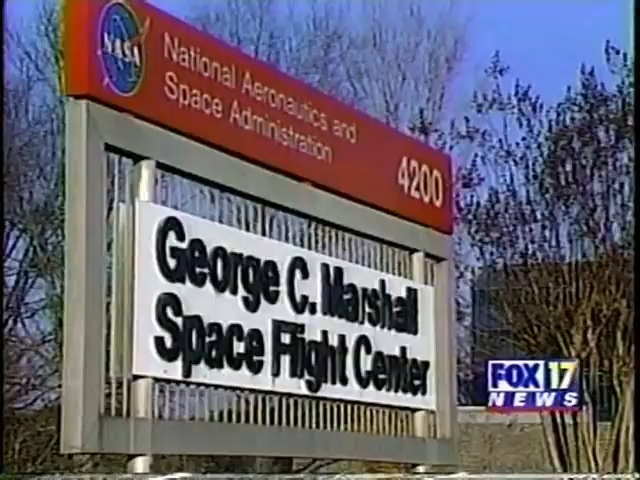 NASA
National Aeronautics and
Space Administration
4200
George C. Marshall
Space Flight Center
FOX 17
NEWS